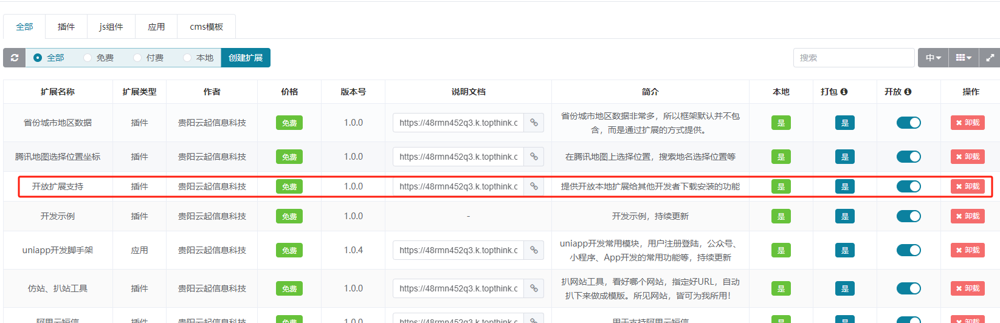 全部 插件 js组件 应用 cms模板
全部 免费 付费 本地 创建扩展 搜索 中
扩展名称 扩展类型 作者 价格 版本号 说明文档 简介 本地 打包 开放 操作
省份城市地区数据 插件 贵阳云起信息科技 免费 1.0.0 https://48rmn452q3.k.topthink.c 省份城市地区数据非常多，所以框架默认并不包 是 是 卸载
含，而是通过扩展的方式提供。
腾讯地图选择位置坐标 插件 贵阳云起信息科技 免费 1.0.0 https://48rmn452q3.k.topthink.c 在腾讯地图上选择位置，搜索地名选择位置等 是 是 卸载
开放扩展支持 插件 贵阳云起信息科技 免费 1.0.0 https://48rmn452q3.k.topthink.c 提供开放本地扩展给其他开发者下载安装的功能 是 是 卸载
开发示例 插件 贵阳云起信息科技 免费 1.0.0 - 开发示例，持续更新 是 是 卸载
uniapp开发脚手架 应用 贵阳云起信息科技 免费 1.0.4 https://48rmn452q3.k.topthink.c uniapp开发常用模块，用户注册登陆，公众号、 是 是 卸载
小程序、App开发的常用功能等，持续更新
仿站、扒站工具 插件 贵阳云起信息科技 免费 1.0.0 https://48rmn452q3.k.topthink.c 扒网站工具，看好哪个网站，指定好URL，自动 是 是 卸载
扒下来做成模版。所见网站，皆可为我所用！
阿里云短信 插件 贵阳云起信息科技 免费 1.0.0 https://48rmn452q3.k.topthink.c 用于支持阿里云短信 是 是 卸载